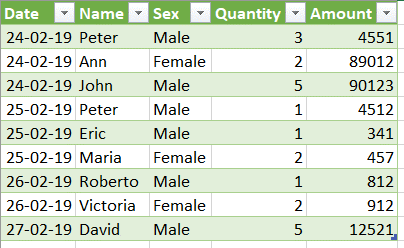 Date Name Sex Quantity Amount
24-02-19 Peter Male 3 4551
24-02-19 Ann Female 2 89012
24-02-19 John Male 5 90123
25-02-19 Peter Male 1 4512
25-02-19 Eric Male 1 341
25-02-19 Maria Female 2 457
26-02-19 Roberto Male 1 812
26-02-19 Victoria Female 2 912
27-02-19 David Male 5 12521